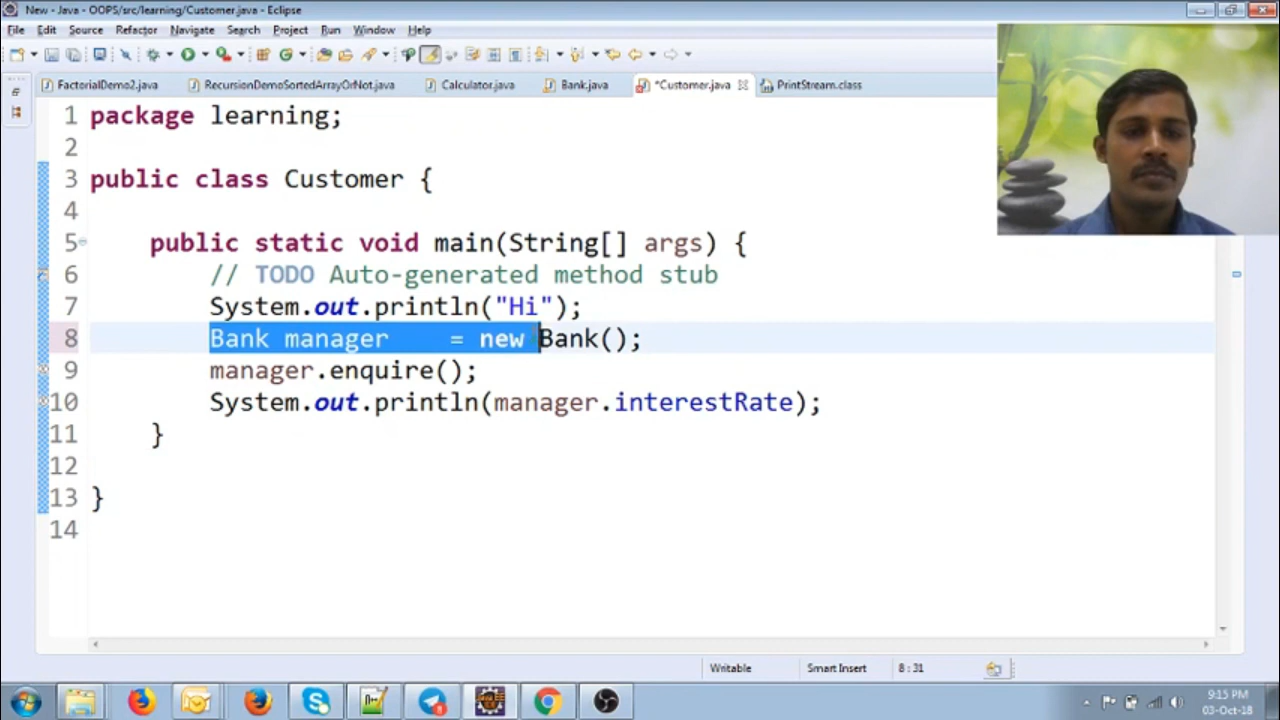 New - Java - OOPS/src/learning/Customer.java - Eclipse
File Edit Source Refactor Navigate Search Project Run Window Help
FactorialDemo2.java RecursionDemoSortedArrayOrNot.java Calculator.java Bank.java *Customer.java PrintStream.class
1 package learning;
2
3 public class Customer {
4
5 public static void main(String[] args) {
6 // TODO Auto-generated method stub
7 System.out.println("Hi");
8 Bank manager = new Bank();
9 manager.enquire();
10 System.out.println(manager.interestRate);
11 }
12
13 }
14
Writable Smart Insert 8 : 31
9:15 PM
03-Oct-18